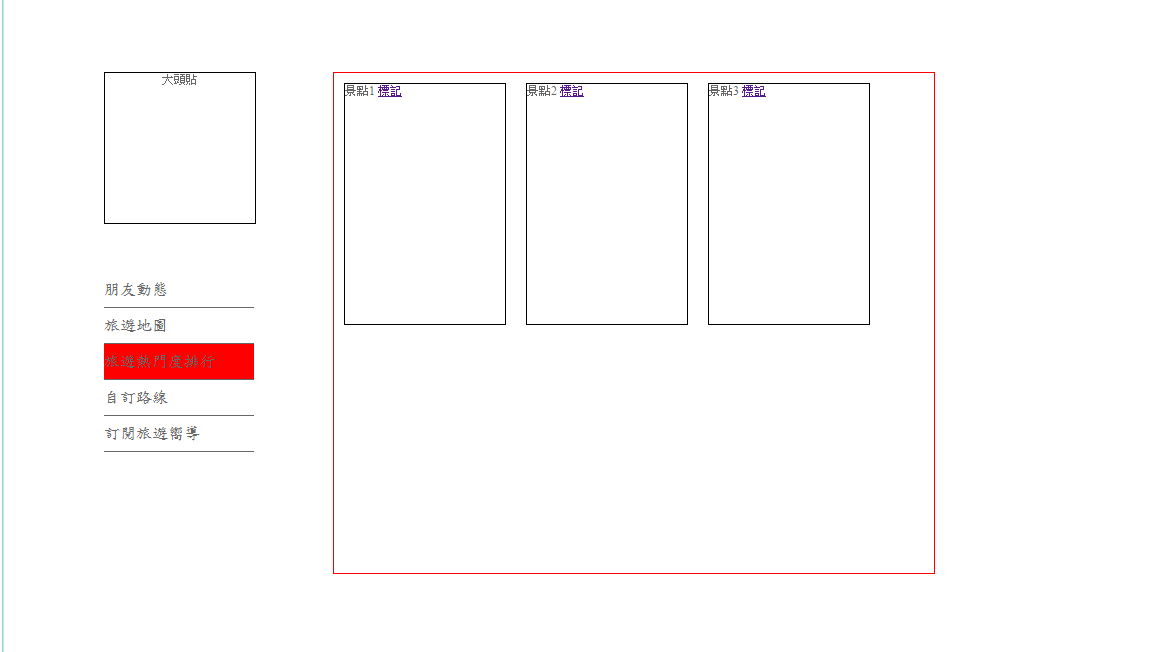 大頭貼
景點1 標記
景點2 標記
景點3 標記
朋友動態
旅遊地圖
旅遊熱門度排行
自訂路線
訂閱旅遊嚮導